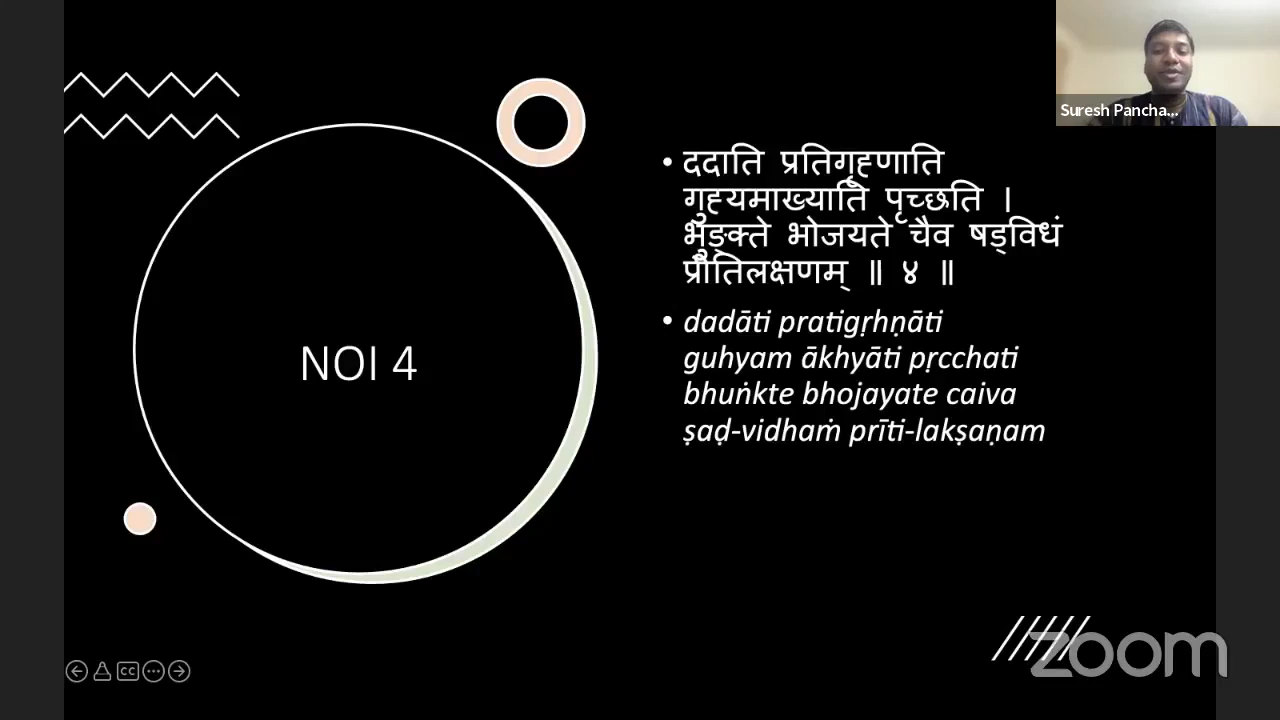 Suresh Pancha...
• ददाति प्रतिगृह्णाति
गुह्यमाख्याति पृच्छति ।
भुङ्क्ते भोजयते चैव षड्‌विधं
प्रीतिलक्षणम् ॥ ४ ॥
• dadāti pratigṛhṇāti
guhyam ākhyāti pṛcchati
bhuṅkte bhojayate caiva
ṣaḍ-vidhaṁ prīti-lakṣaṇam
NOI 4
CC
zoom